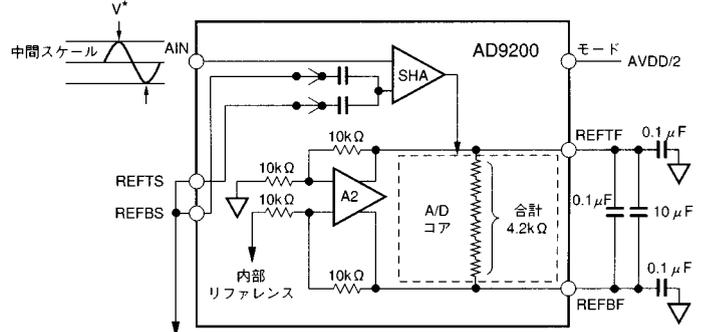 V*
中間スケール
AIN
AD9200
モード
AVDD/2
SHA
REFTF
0.1μF
10kΩ
10kΩ
REFTS
A2
10kΩ
REFBS
A/D
コア
合計
4.2kΩ
0.1μF
10μF
内部
リファレンス
10kΩ
0.1μF
REFBF